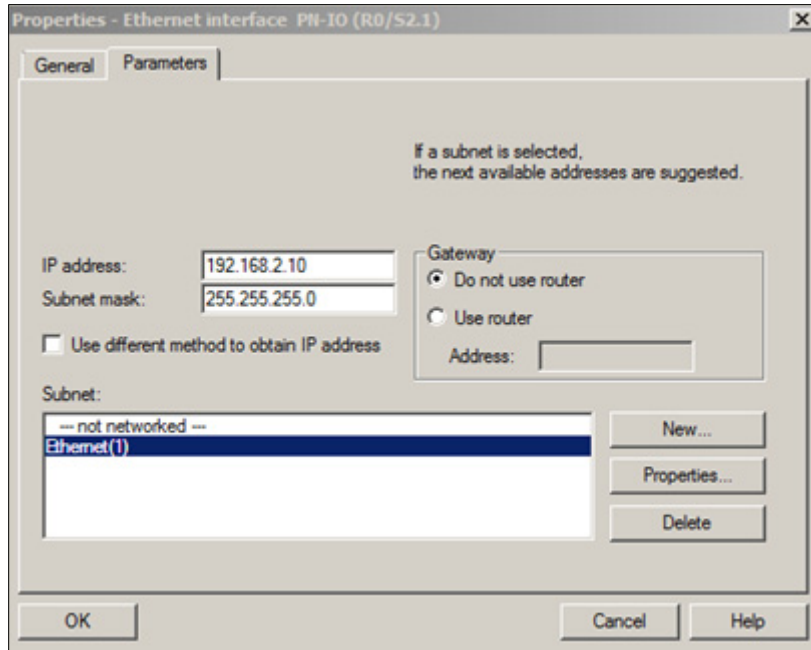 Properties - Ethernet interface PN-IO (R0/S2.1)
General
Parameters
If a subnet is selected,
the next available addresses are suggested.
IP address:
192.168.2.10
Subnet mask:
255.255.255.0
Use different method to obtain IP address
Gateway
Do not use router
Use router
Address:
Subnet:
--- not networked ---
Ethernet(1)
New...
Properties...
Delete
OK
Cancel
Help